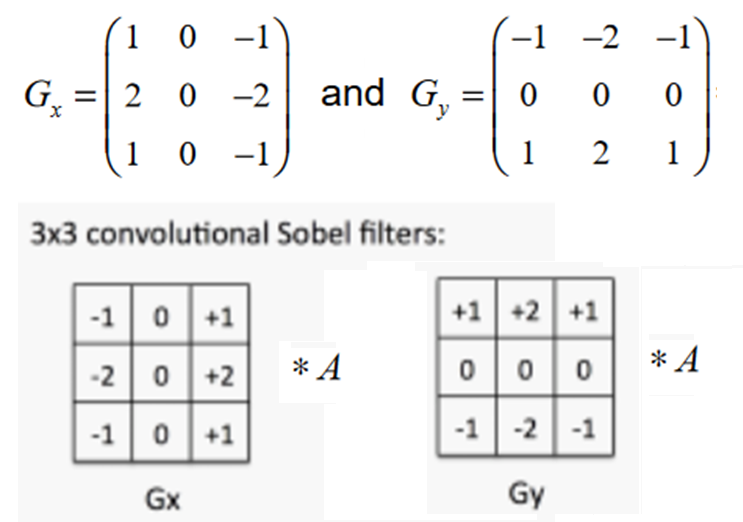 1 0 −1 −1 −2 −1
Gx = 2 0 −2 and Gy = 0 0 0
1 0 −1 1 2 1
3x3 convolutional Sobel filters:
-1 0 +1 +1 +2 +1
-2 0 +2 * A 0 0 0 * A
-1 0 +1 -1 -2 -1
Gx Gy